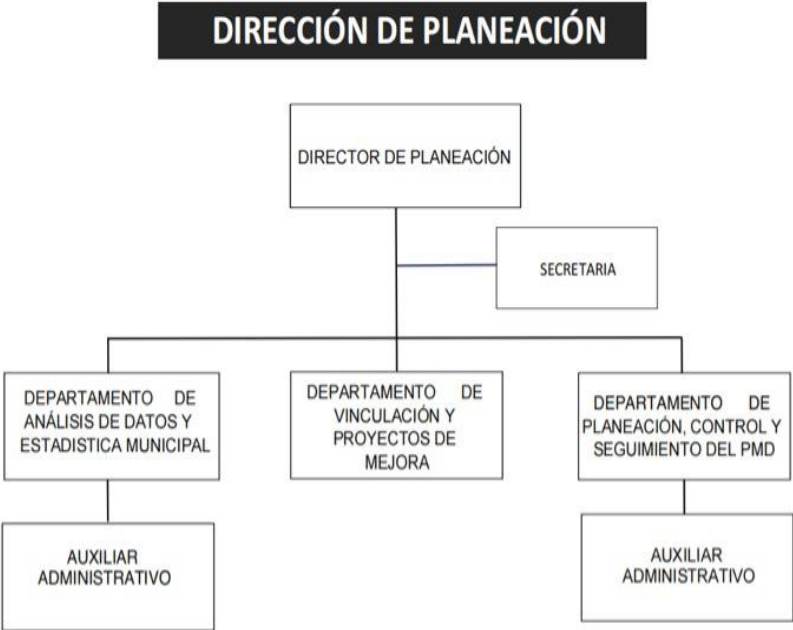 DIRECCIÓN DE PLANEACIÓN
DIRECTOR DE PLANEACIÓN
SECRETARIA
DEPARTAMENTO DE
ANÁLISIS DE DATOS Y
ESTADISTICA MUNICIPAL
DEPARTAMENTO DE
VINCULACIÓN Y
PROYECTOS DE
MEJORA
DEPARTAMENTO DE
PLANEACIÓN, CONTROL Y
SEGUIMIENTO DEL PMD
AUXILIAR
ADMINISTRATIVO
AUXILIAR
ADMINISTRATIVO